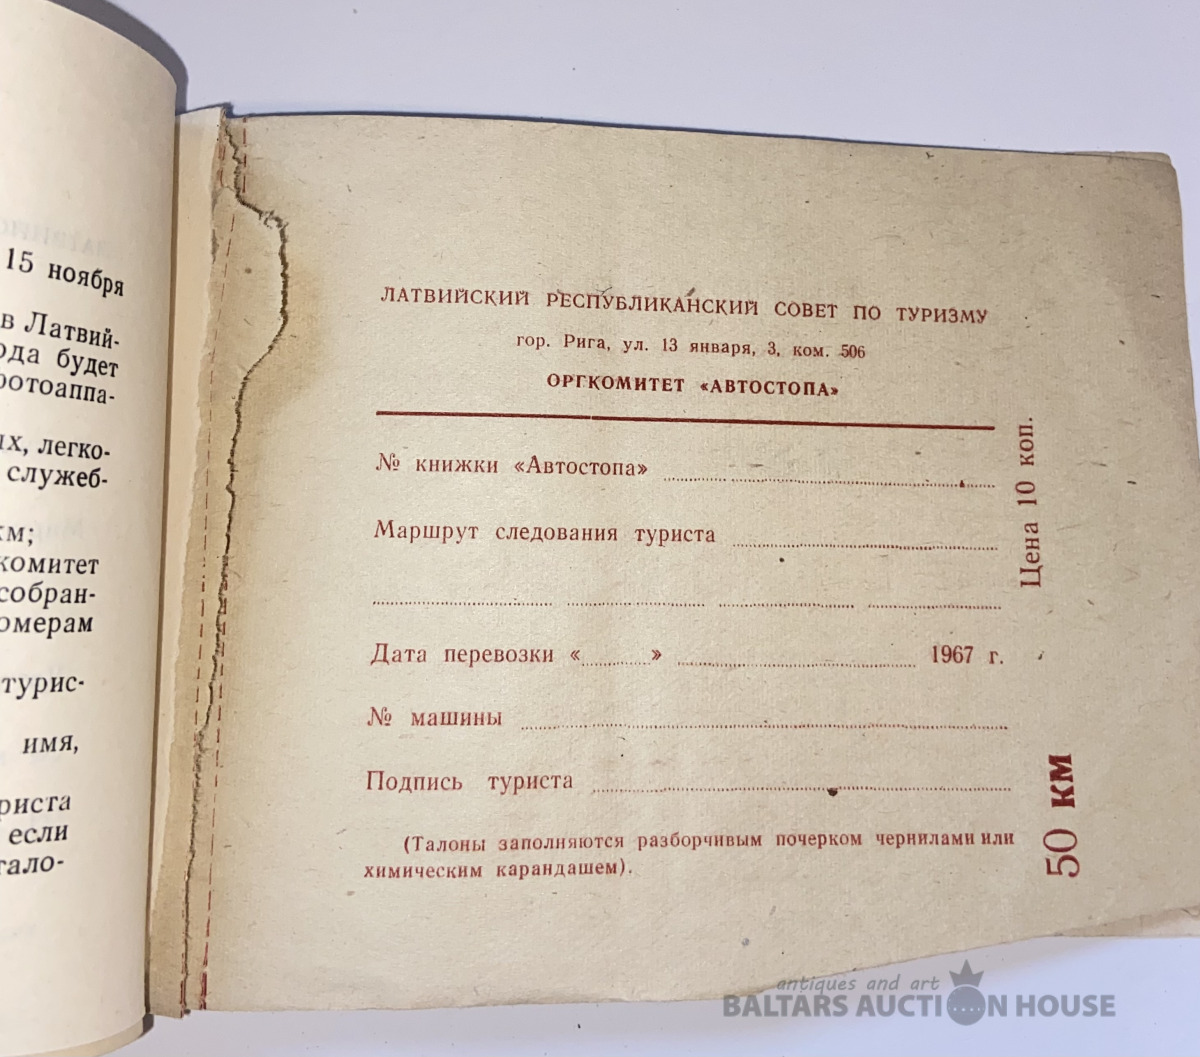 15 ноября
в Латвий-
ода будет
фотоаппа-
ых, легко-
служеб-
км;
комитет
собран-
омерам
турис-
имя,
риста
если
тало-
ЛАТВИЙСКИЙ РЕСПУБЛИКАНСКИЙ СОВЕТ ПО ТУРИЗМУ
гор. Рига, ул. 13 января, 3, ком. 506
ОРГКОМИТЕТ «АВТОСТОПА»
№ книжки «Автостопа»
Маршрут следования туриста
Дата перевозки « » 1967 г.
№ машины
Подпись туриста
(Талоны заполняются разборчивым почерком чернилами или
химическим карандашем).
Цена 10 коп.
50 км
antiques and art
BALTARS AUCTION HOUSE